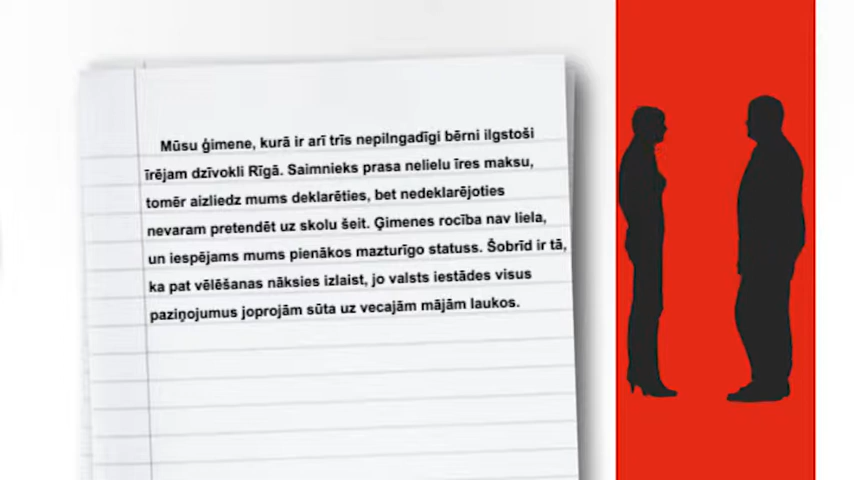 Mūsu ģimene, kurā ir arī trīs nepilngadīgi bērni ilgstoši
īrējam dzīvokli Rīgā. Saimnieks prasa nelielu īres maksu,
tomēr aizliedz mums deklarēties, bet nedeklarējoties
nevaram pretendēt uz skolu šeit. Ģimenes rocība nav liela,
un iespējams mums pienākos mazturīgo statuss. Šobrīd ir tā,
ka pat vēlēšanas nāksies izlaist, jo valsts iestādes visus
paziņojumus joprojām sūta uz vecajām mājām laukos.